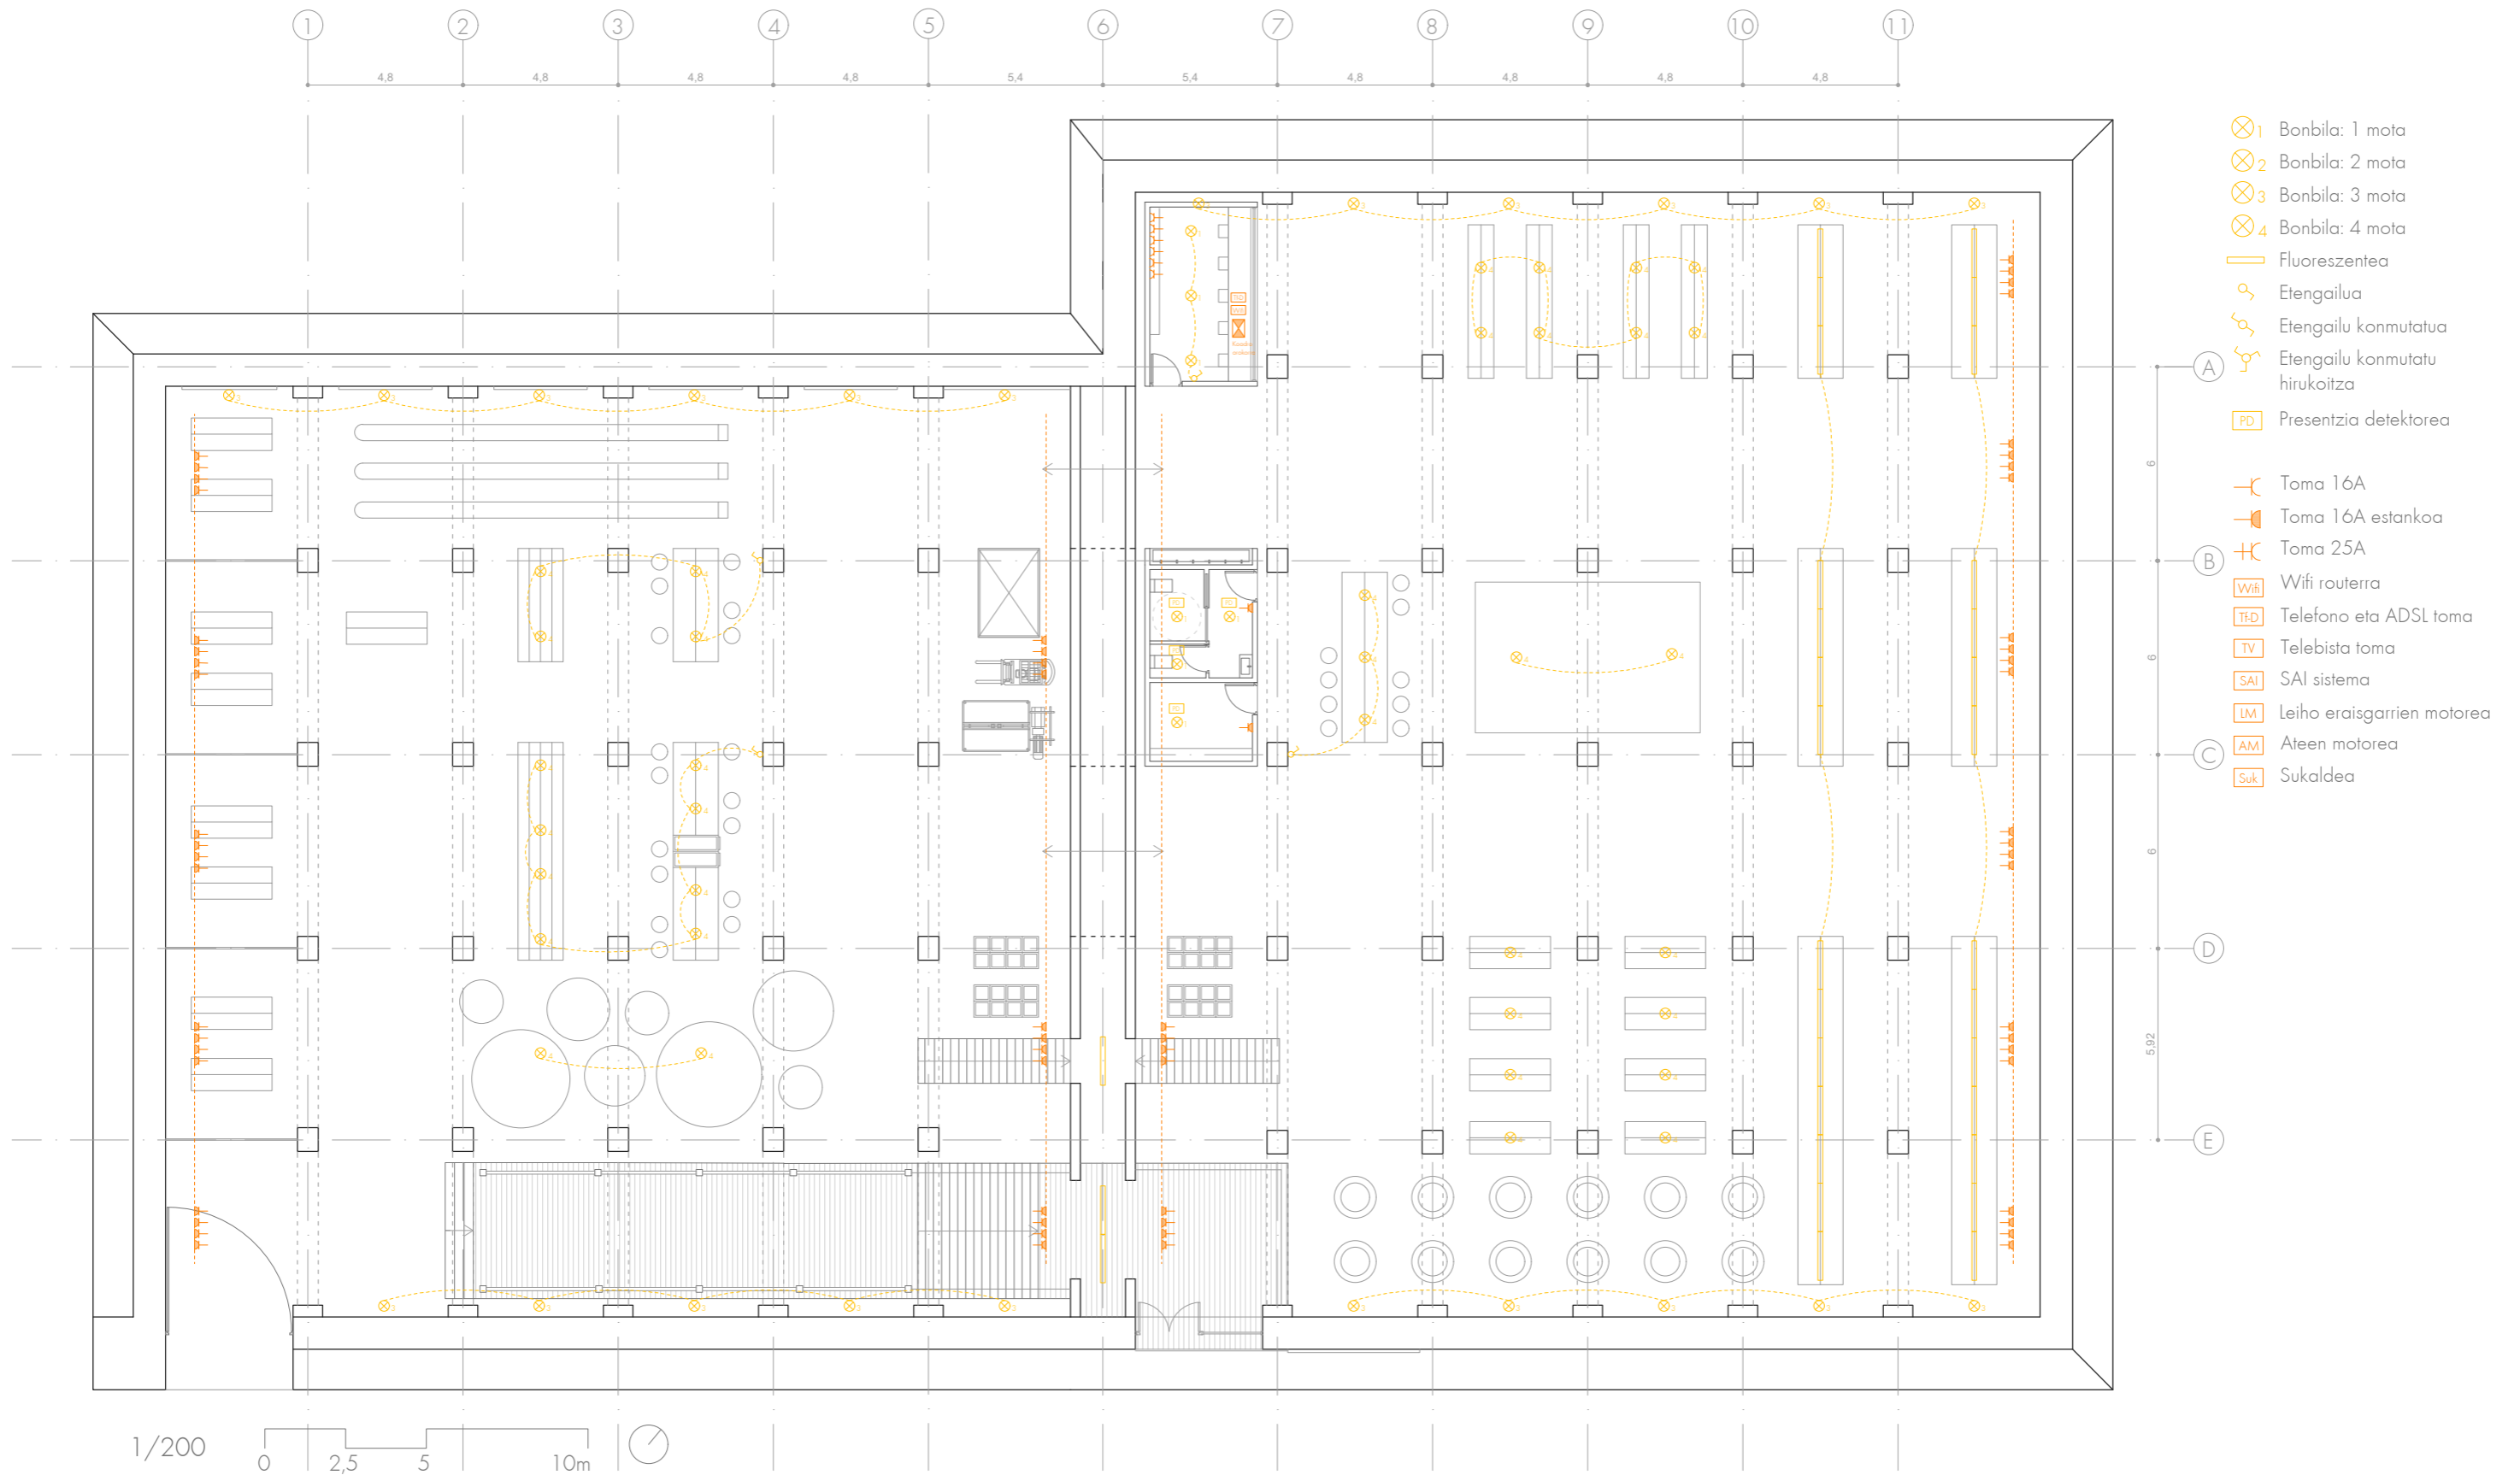 1 2 3 4 5 6 7 8 9 10 11
4,8 4,8 4,8 4,8 5,4 5,4 4,8 4,8 4,8 4,8
1 Bonbila: 1 mota
2 Bonbila: 2 mota
3 Bonbila: 3 mota
4 Bonbila: 4 mota
Fluoreszentea
Etengailua
Etengailu konmutatua
Etengailu konmutatu
hirukoitza
PD Presentzia detektorea
Toma 16A
Toma 16A estankoa
Toma 25A
Wifi Wifi routerra
Tf-D Telefono eta ADSL toma
TV Telebista toma
SAI SAI sistema
LM Leiho eraisgarrien motorea
AM Ateen motorea
Suk Sukaldea
A
6
B
6
C
6
D
5,92
E
1/200
0 2,5 5 10m